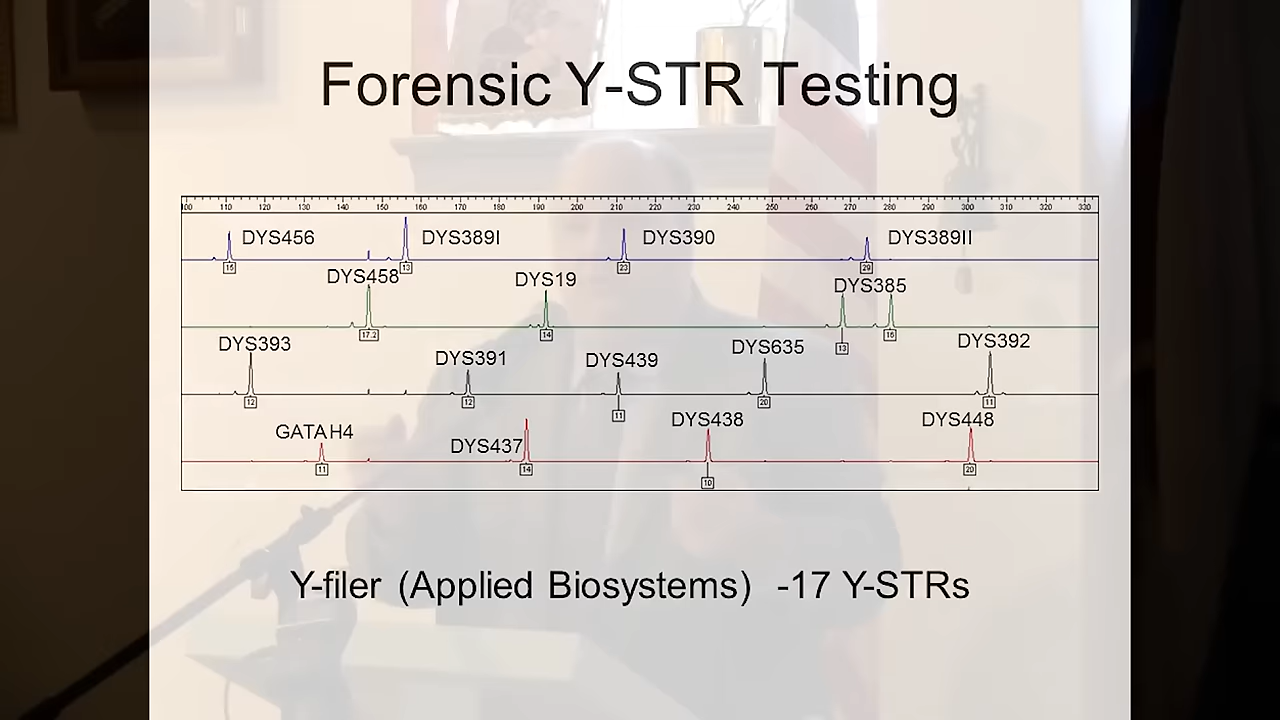 Forensic Y-STR Testing
100 110 120 130 140 150 160 170 180 190 200 210 220 230 240 250 260 270 280 290 300 310 320 330
DYS456 DYS389I DYS390 DYS389II
15 13 23 29
DYS458 DYS19 DYS385
17.2 14 13 16
DYS393 DYS391 DYS439 DYS635 DYS392
12 12 11 20 11
GATAH4 DYS437 DYS438 DYS448
11 14 10 20
Y-filer (Applied Biosystems) -17 Y-STRs